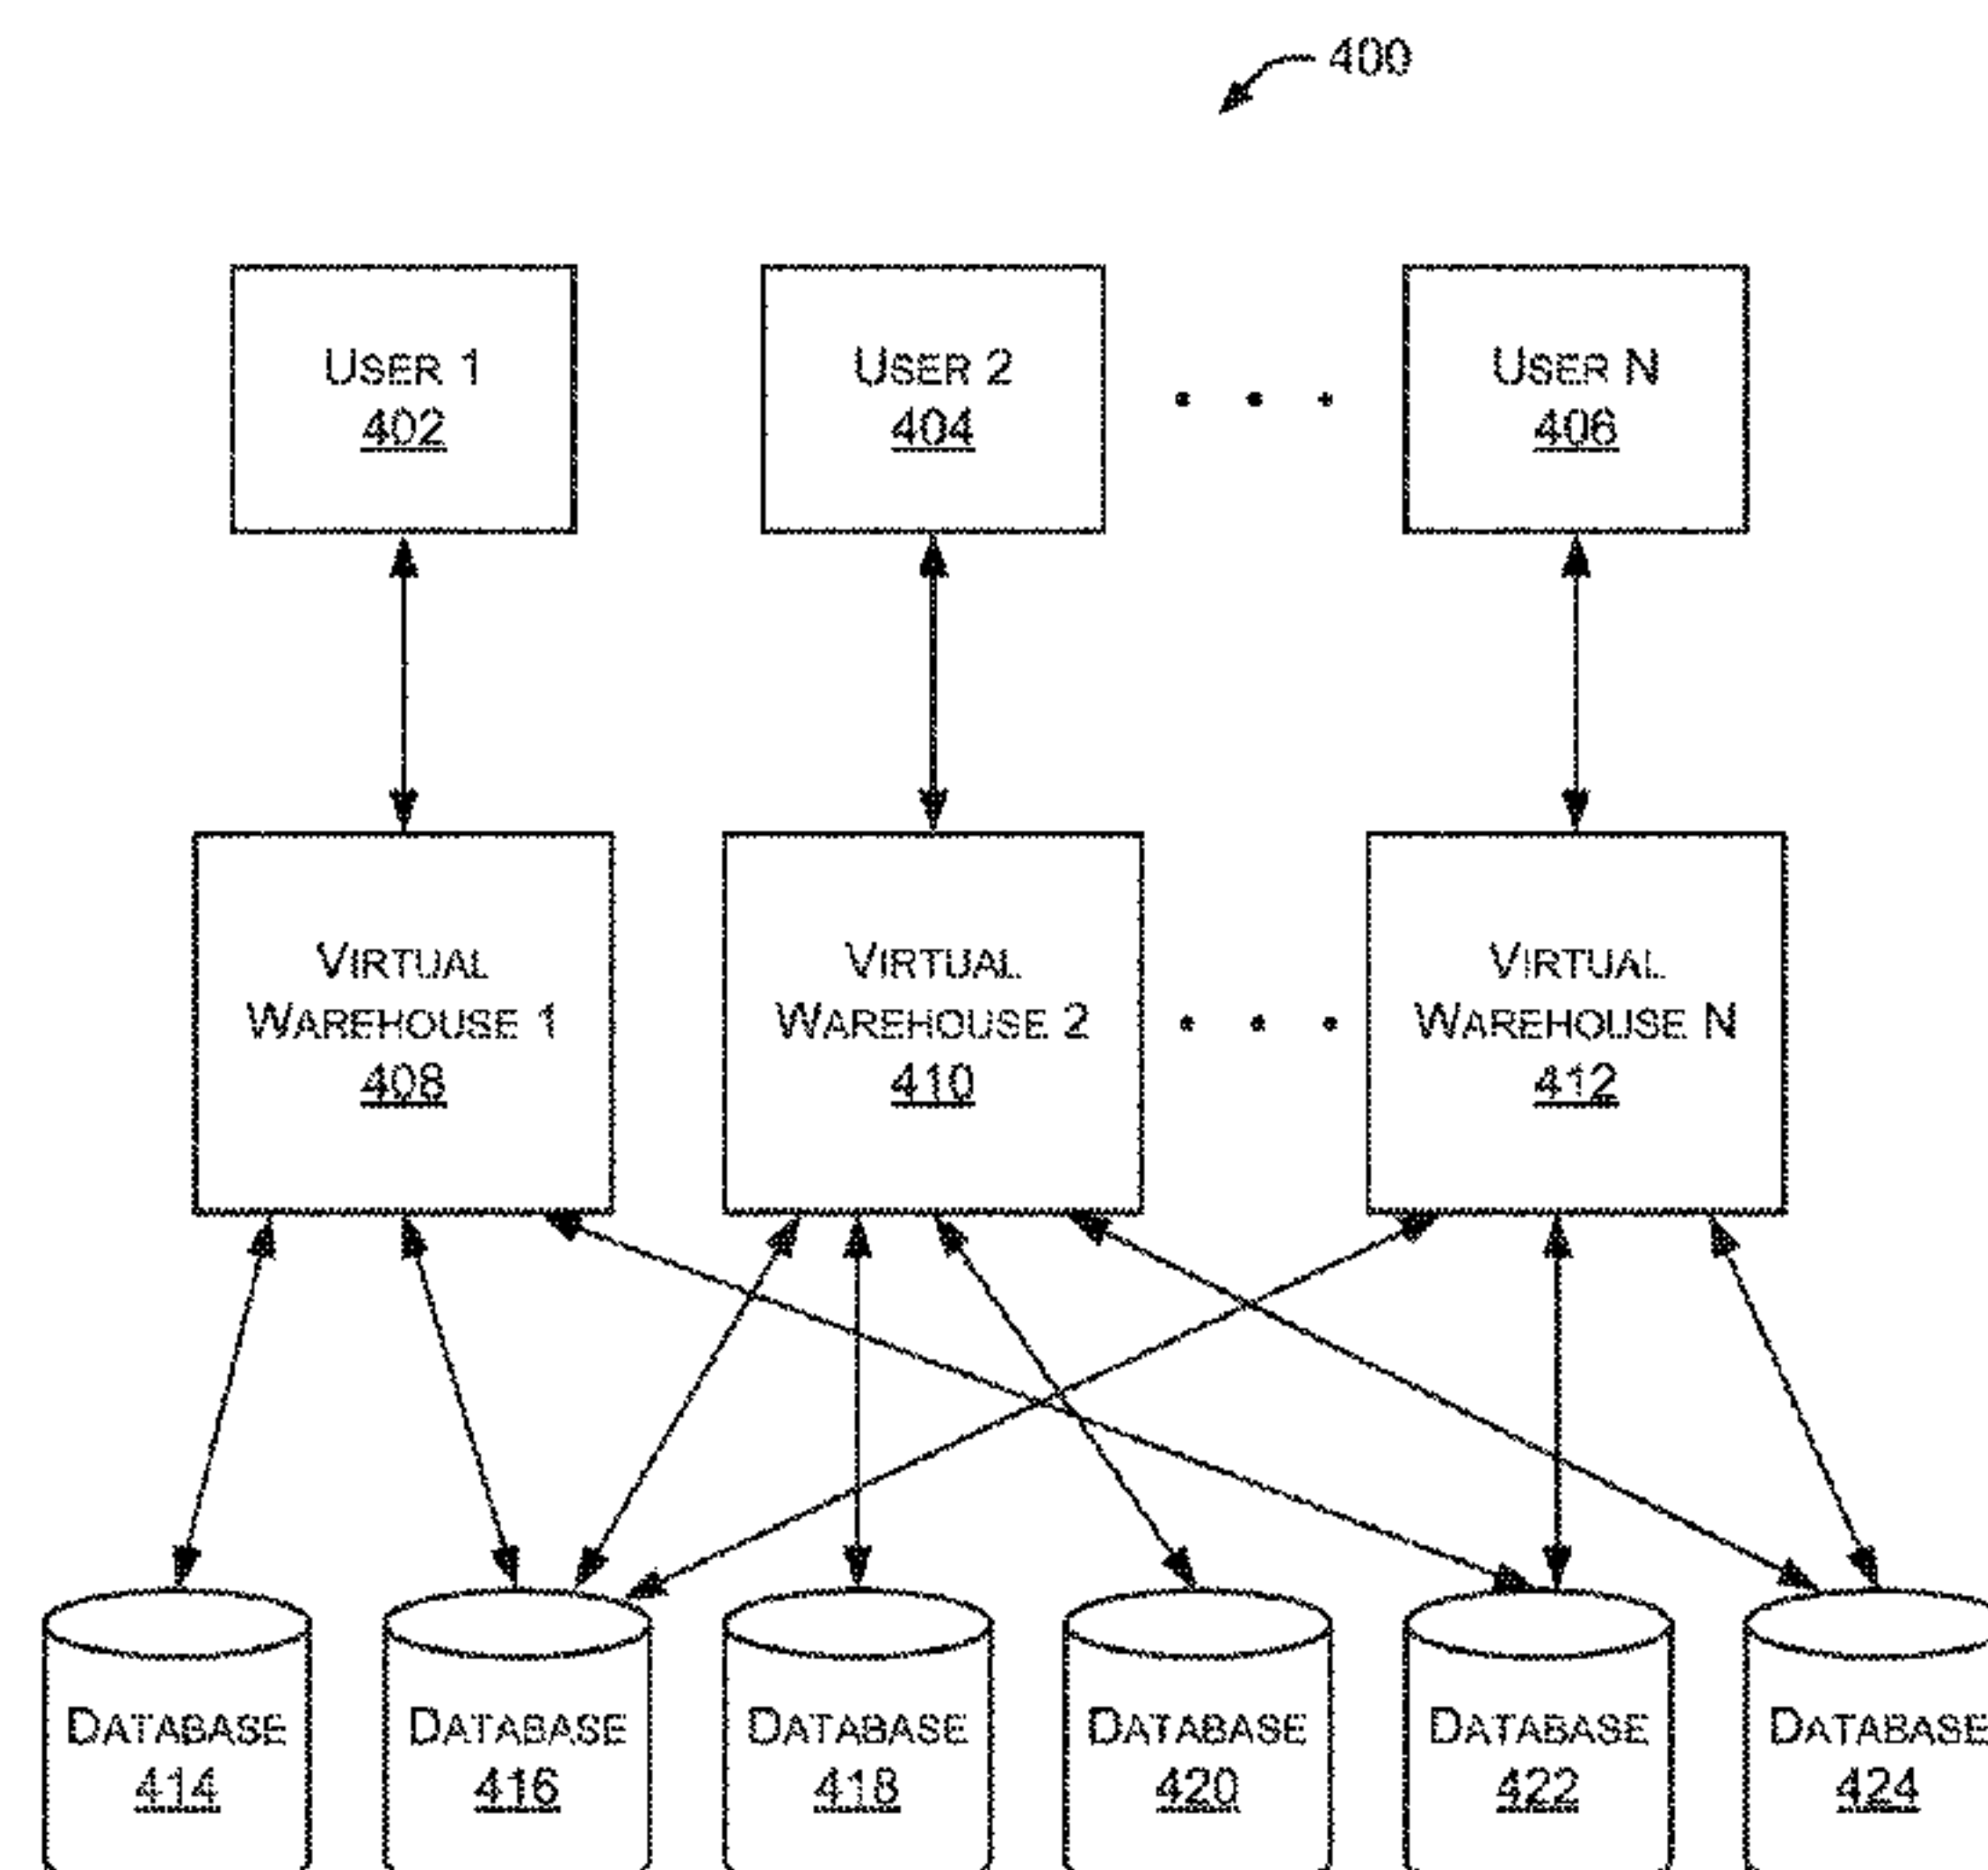 400
USER 1
402
USER 2
404
USER N
406
VIRTUAL
WAREHOUSE 1
408
VIRTUAL
WAREHOUSE 2
410
VIRTUAL
WAREHOUSE N
412
DATABASE
414
DATABASE
416
DATABASE
418
DATABASE
420
DATABASE
422
DATABASE
424